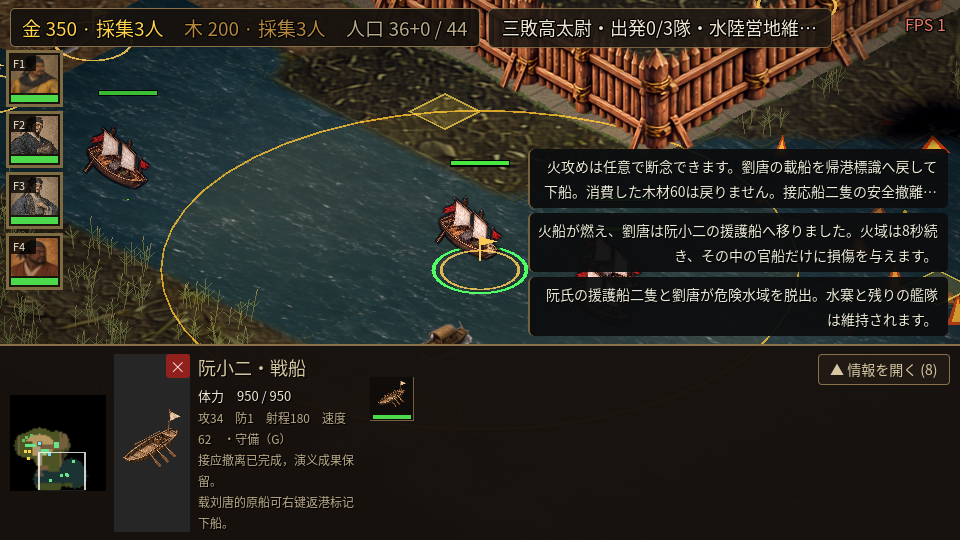 金 350・採集3人 木 200・採集3人 人口 36+0 / 44
三敗高太尉・出発0/3隊・水陸営地維…
FPS 1
F1
F2
F3
F4
火攻めは任意で断念できます。劉唐の載船を帰港標識へ戻して
下船。消費した木材60は戻りません。接応船二隻の安全撤離…
火船が燃え、劉唐は阮小二の援護船へ移りました。火域は8秒続
き、その中の官船だけに損傷を与えます。
阮氏の援護船二隻と劉唐が危険水域を脱出。水寨と残りの艦隊
は維持されます。
阮小二・戦船
体力 950 / 950
攻34 防1 射程180 速度
62 ・守備（G）
接应撤离已完成，演义成果保
留。
载刘唐的原船可右键返港标记
下船。
▲ 情報を開く (8)